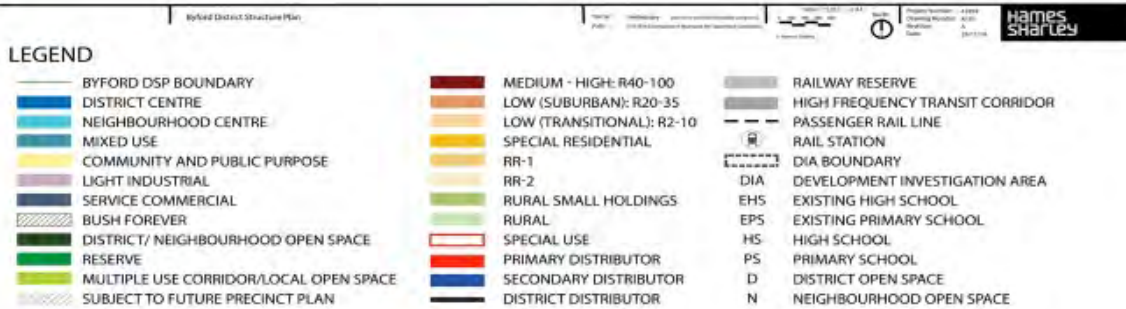 Byford District Structure Plan
North
HAMES
SHARLEY
LEGEND
BYFORD DSP BOUNDARY
DISTRICT CENTRE
NEIGHBOURHOOD CENTRE
MIXED USE
COMMUNITY AND PUBLIC PURPOSE
LIGHT INDUSTRIAL
SERVICE COMMERCIAL
BUSH FOREVER
DISTRICT/ NEIGHBOURHOOD OPEN SPACE
RESERVE
MULTIPLE USE CORRIDOR/LOCAL OPEN SPACE
SUBJECT TO FUTURE PRECINCT PLAN
MEDIUM - HIGH: R40-100
LOW (SUBURBAN): R20-35
LOW (TRANSITIONAL): R2-10
SPECIAL RESIDENTIAL
RR-1
RR-2
RURAL SMALL HOLDINGS
RURAL
SPECIAL USE
PRIMARY DISTRIBUTOR
SECONDARY DISTRIBUTOR
DISTRICT DISTRIBUTOR
RAILWAY RESERVE
HIGH FREQUENCY TRANSIT CORRIDOR
PASSENGER RAIL LINE
RAIL STATION
DIA BOUNDARY
DIA DEVELOPMENT INVESTIGATION AREA
EHS EXISTING HIGH SCHOOL
EPS EXISTING PRIMARY SCHOOL
HS HIGH SCHOOL
PS PRIMARY SCHOOL
D DISTRICT OPEN SPACE
N NEIGHBOURHOOD OPEN SPACE